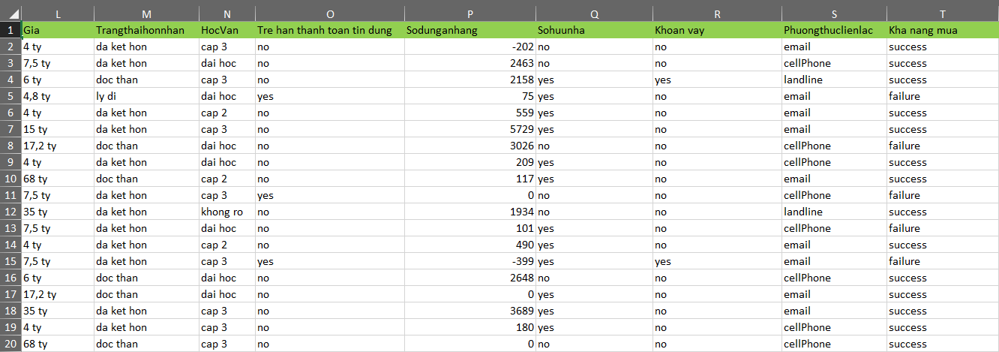 L M N O P Q R S T
1 Gia Trangthaihonnhan HocVan Tre han thanh toan tin dung Sodunganhang Sohuunha Khoan vay Phuongthuclienlac Kha nang mua
2 4 ty da ket hon cap 3 no -202 no no email success
3 7,5 ty da ket hon dai hoc no 2463 no no cellPhone success
4 6 ty doc than cap 3 no 2158 yes yes landline success
5 4,8 ty ly di dai hoc yes 75 yes no email failure
6 4 ty da ket hon cap 2 no 559 yes no email success
7 15 ty da ket hon cap 3 no 5729 yes no email success
8 17,2 ty doc than dai hoc no 3026 no no cellPhone failure
9 4 ty da ket hon dai hoc no 209 yes no cellPhone success
10 68 ty doc than cap 2 no 117 yes no email success
11 7,5 ty da ket hon cap 3 yes 0 no no cellPhone failure
12 35 ty da ket hon khong ro no 1934 no no landline success
13 7,5 ty da ket hon dai hoc no 101 yes no cellPhone failure
14 4 ty da ket hon cap 2 no 490 yes no email success
15 7,5 ty da ket hon cap 3 yes -399 yes yes email failure
16 6 ty doc than dai hoc no 2648 no no cellPhone success
17 17,2 ty doc than dai hoc no 0 yes no email success
18 35 ty da ket hon cap 3 no 3689 yes no email success
19 4 ty da ket hon cap 3 no 180 yes no cellPhone success
20 68 ty doc than cap 3 no 0 no no cellPhone success